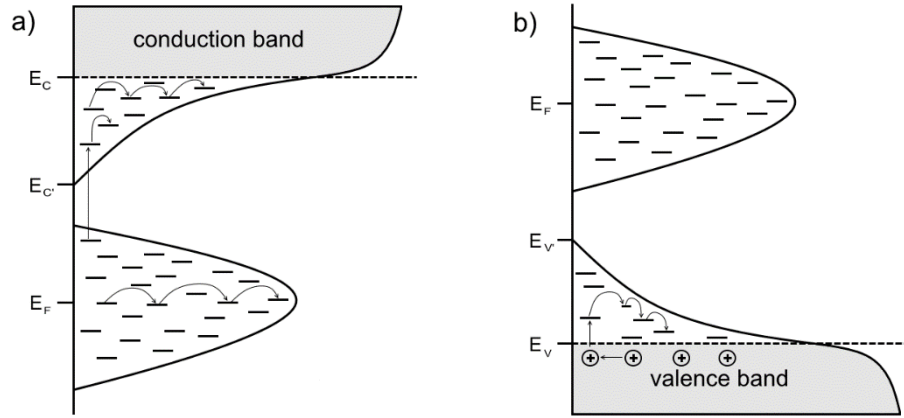 a)
conduction band
E_C
E_C'
E_F
b)
E_F
E_V'
E_V
+ + + +
valence band